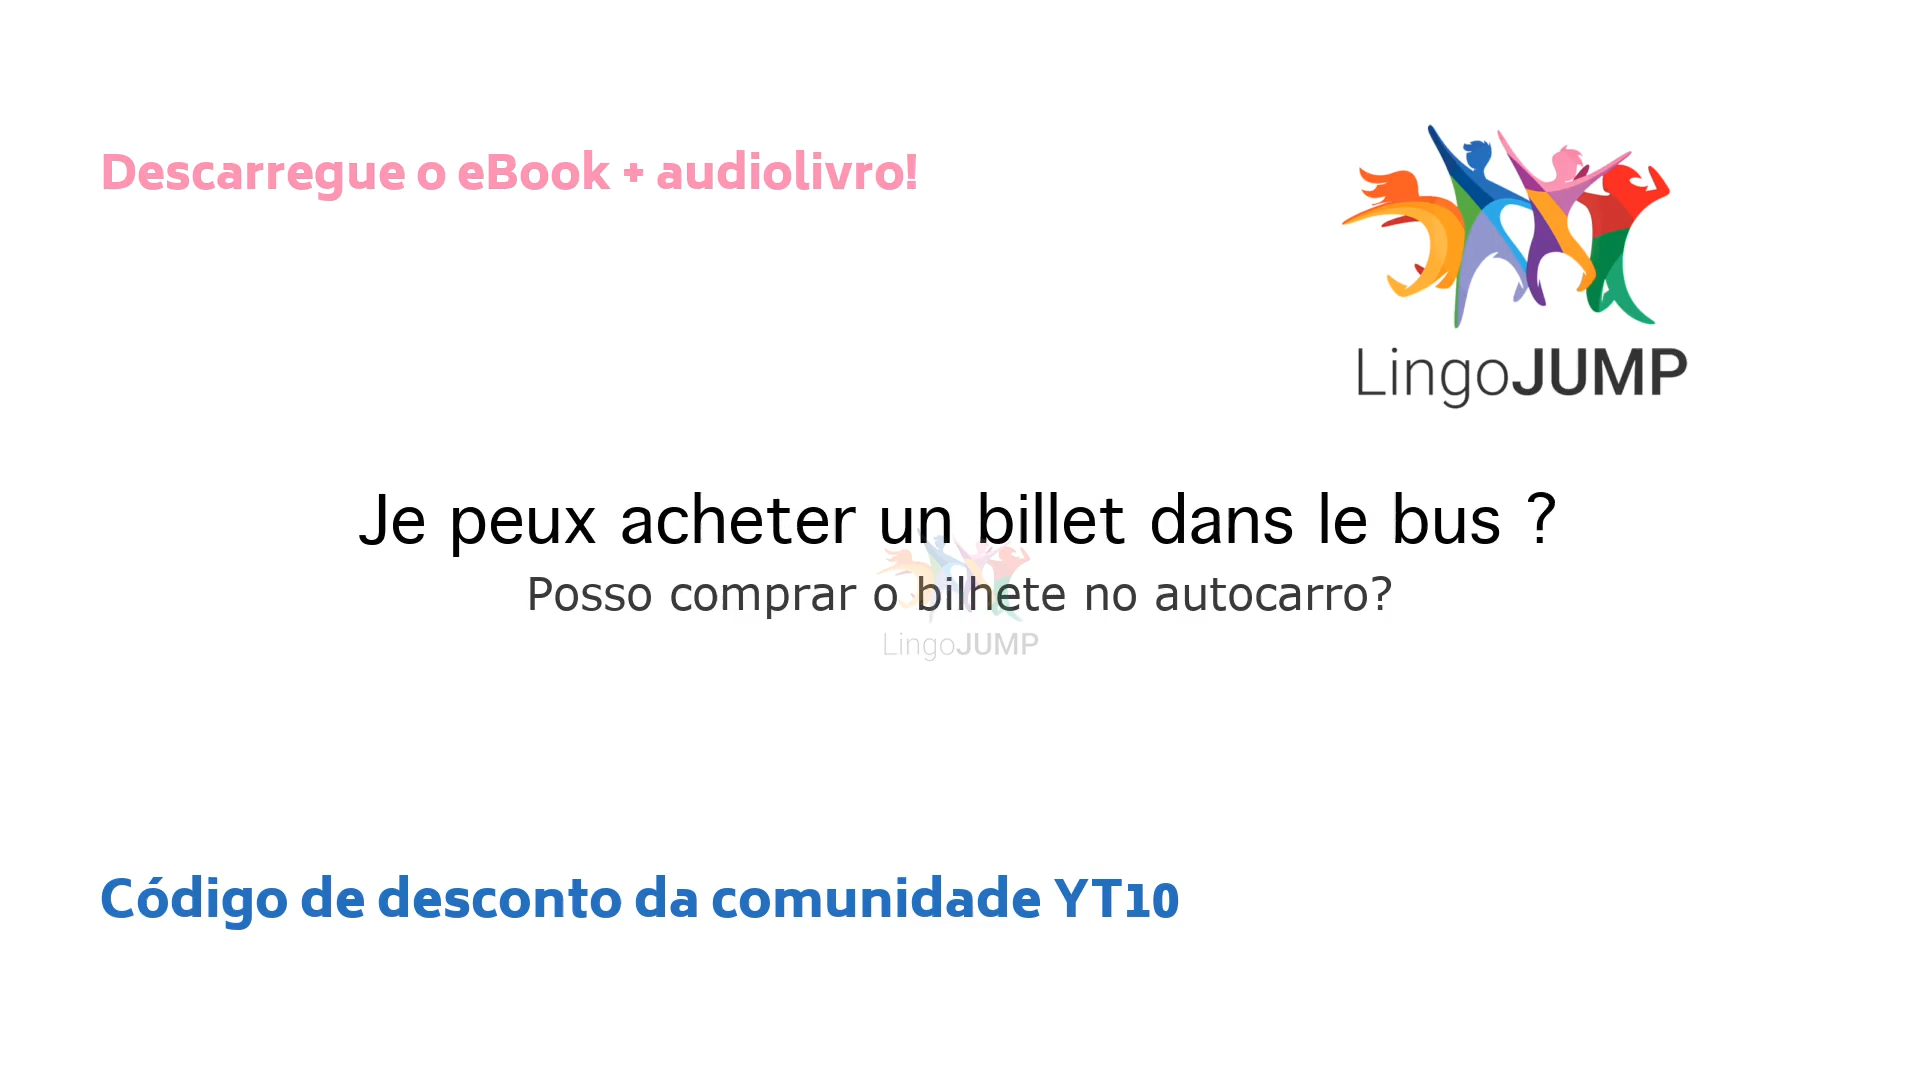 Descarregue o eBook + audiolivro!
LingoJUMP
Je peux acheter un billet dans le bus ?
Posso comprar o bilhete no autocarro?
LingoJUMP
Código de desconto da comunidade YT10